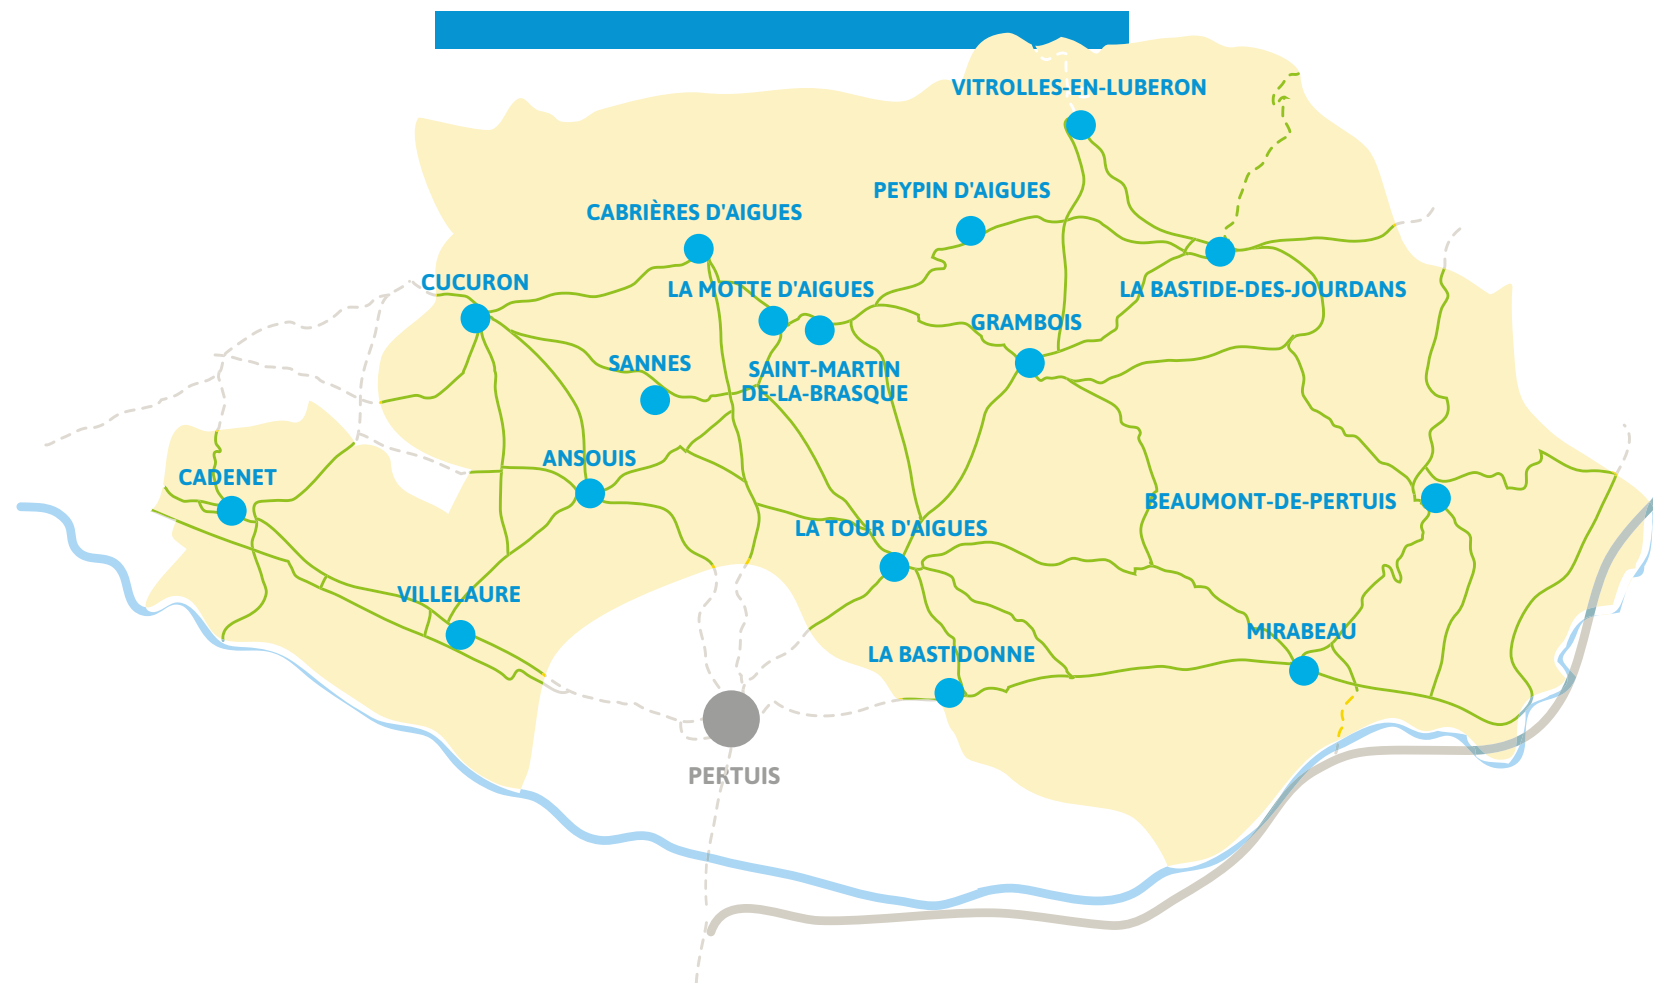 VITROLLES-EN-LUBERON
PEYPIN D'AIGUES
CABRIÈRES D'AIGUES
CUCURON
LA MOTTE D'AIGUES
LA BASTIDE-DES-JOURDANS
GRAMBOIS
SANNES
SAINT-MARTIN
DE-LA-BRASQUE
ANSOUIS
CADENET
BEAUMONT-DE-PERTUIS
LA TOUR D'AIGUES
VILLELAURE
MIRABEAU
LA BASTIDONNE
PERTUIS